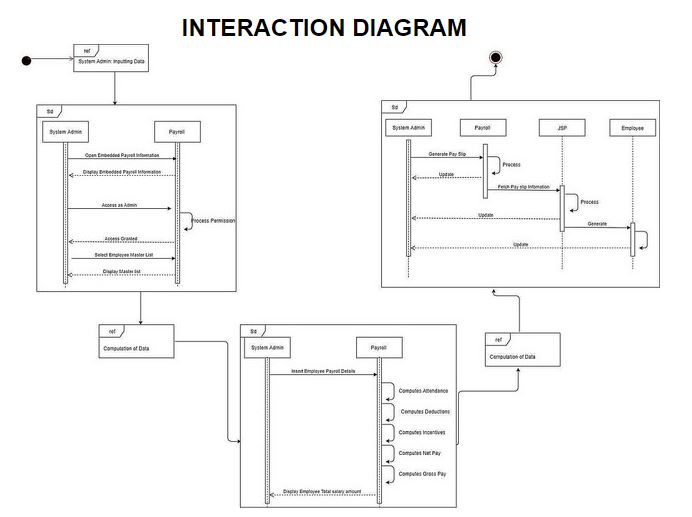 INTERACTION DIAGRAM
ref
System Admin: Inputting Data
Sd
System Admin
Payroll
Open Embedded Payroll Information
Display Embedded Payroll Information
Access as Admin
Process Permission
Access Granted
Select Employee Master List
Display Master list
ref
Computation of Data
Sd
System Admin
Payroll
Insert Employee Payroll Details
Computes Attendance
Computes Deductions
Computes Incentives
Computes Net Pay
Computes Gross Pay
Display Employee Total salary amount
ref
Computation of Data
Sd
System Admin
Payroll
JSP
Employee
Generate Pay Slip
Process
Update
Fetch Pay slip Infomation
Process
Update
Generate
Update